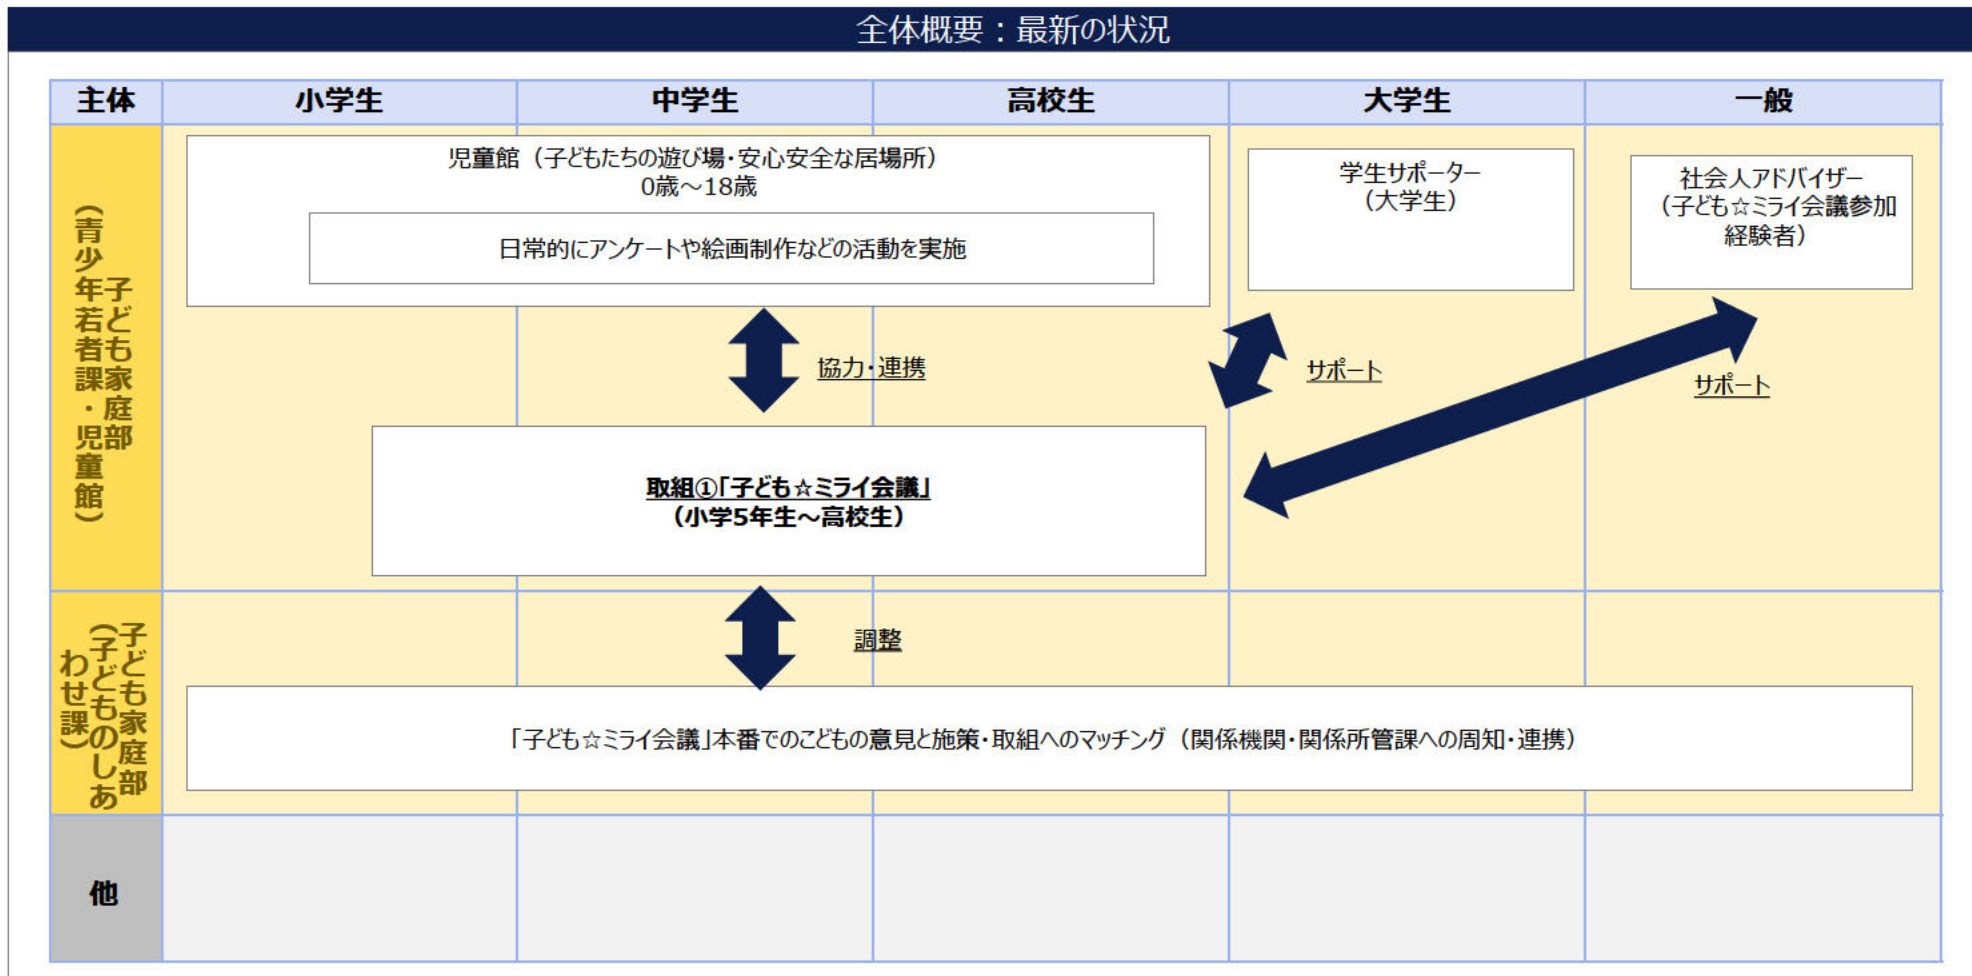 全体概要：最新の状況
主体
小学生
中学生
高校生
大学生
一般
子ども家庭部
（青少年若者課・児童館）
児童館（子どもたちの遊び場・安心安全な居場所）
0歳～18歳
日常的にアンケートや絵画制作などの活動を実施
学生サポーター
（大学生）
社会人アドバイザー
（子ども☆ミライ会議参加
経験者）
協力・連携
サポート
サポート
取組①「子ども☆ミライ会議」
（小学5年生～高校生）
子ども家庭部
（子どものしあ
わせ課）
調整
「子ども☆ミライ会議」本番でのこどもの意見と施策・取組へのマッチング（関係機関・関係所管課への周知・連携）
他